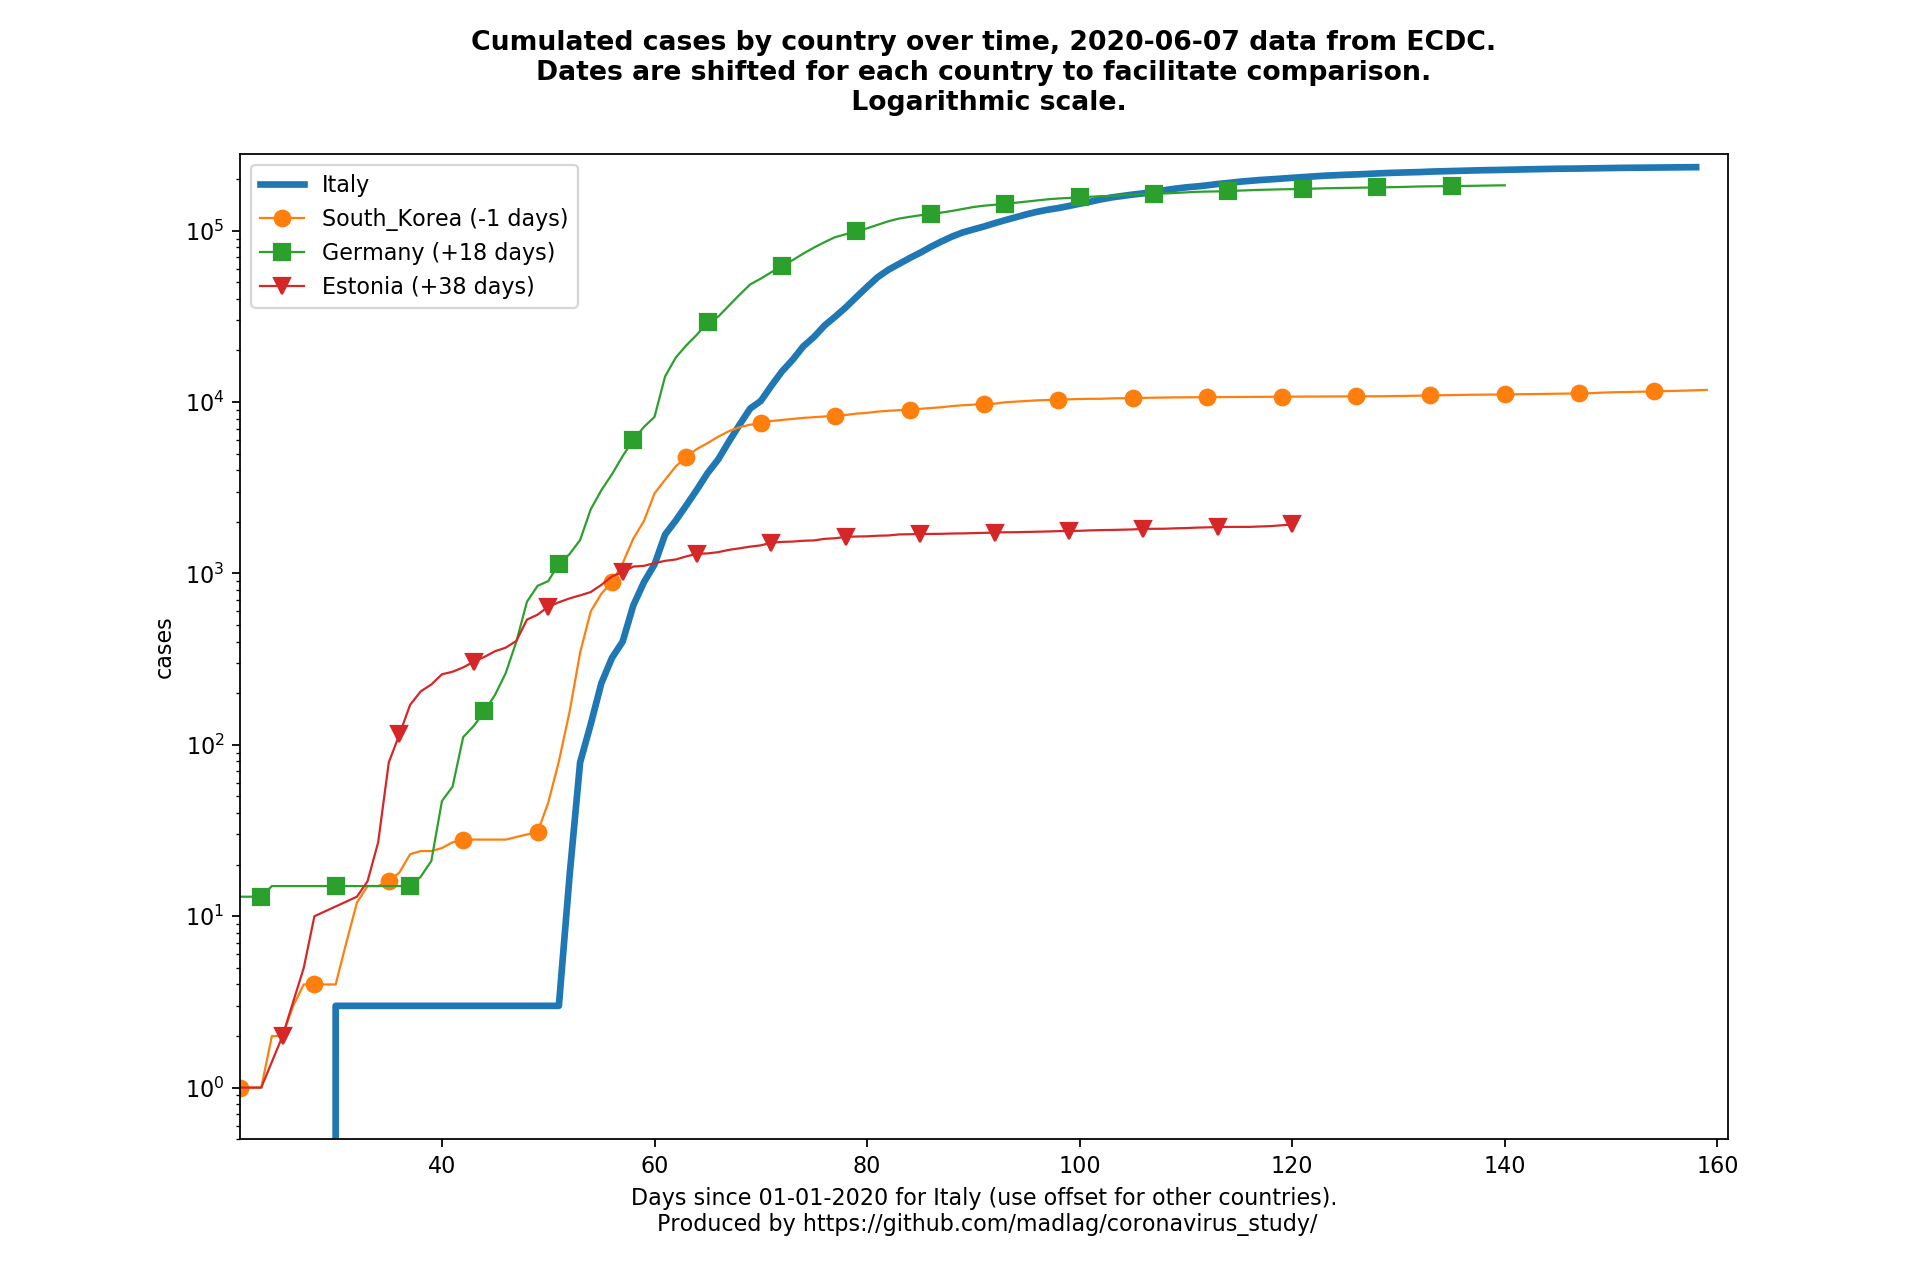 Cumulated cases by country over time, 2020-06-07 data from ECDC.
Dates are shifted for each country to facilitate comparison.
Logarithmic scale.
Italy
South_Korea (-1 days)
Germany (+18 days)
Estonia (+38 days)
10^5
10^4
10^3
10^2
10^1
10^0
cases
40 60 80 100 120 140 160
Days since 01-01-2020 for Italy (use offset for other countries).
Produced by https://github.com/madlag/coronavirus_study/